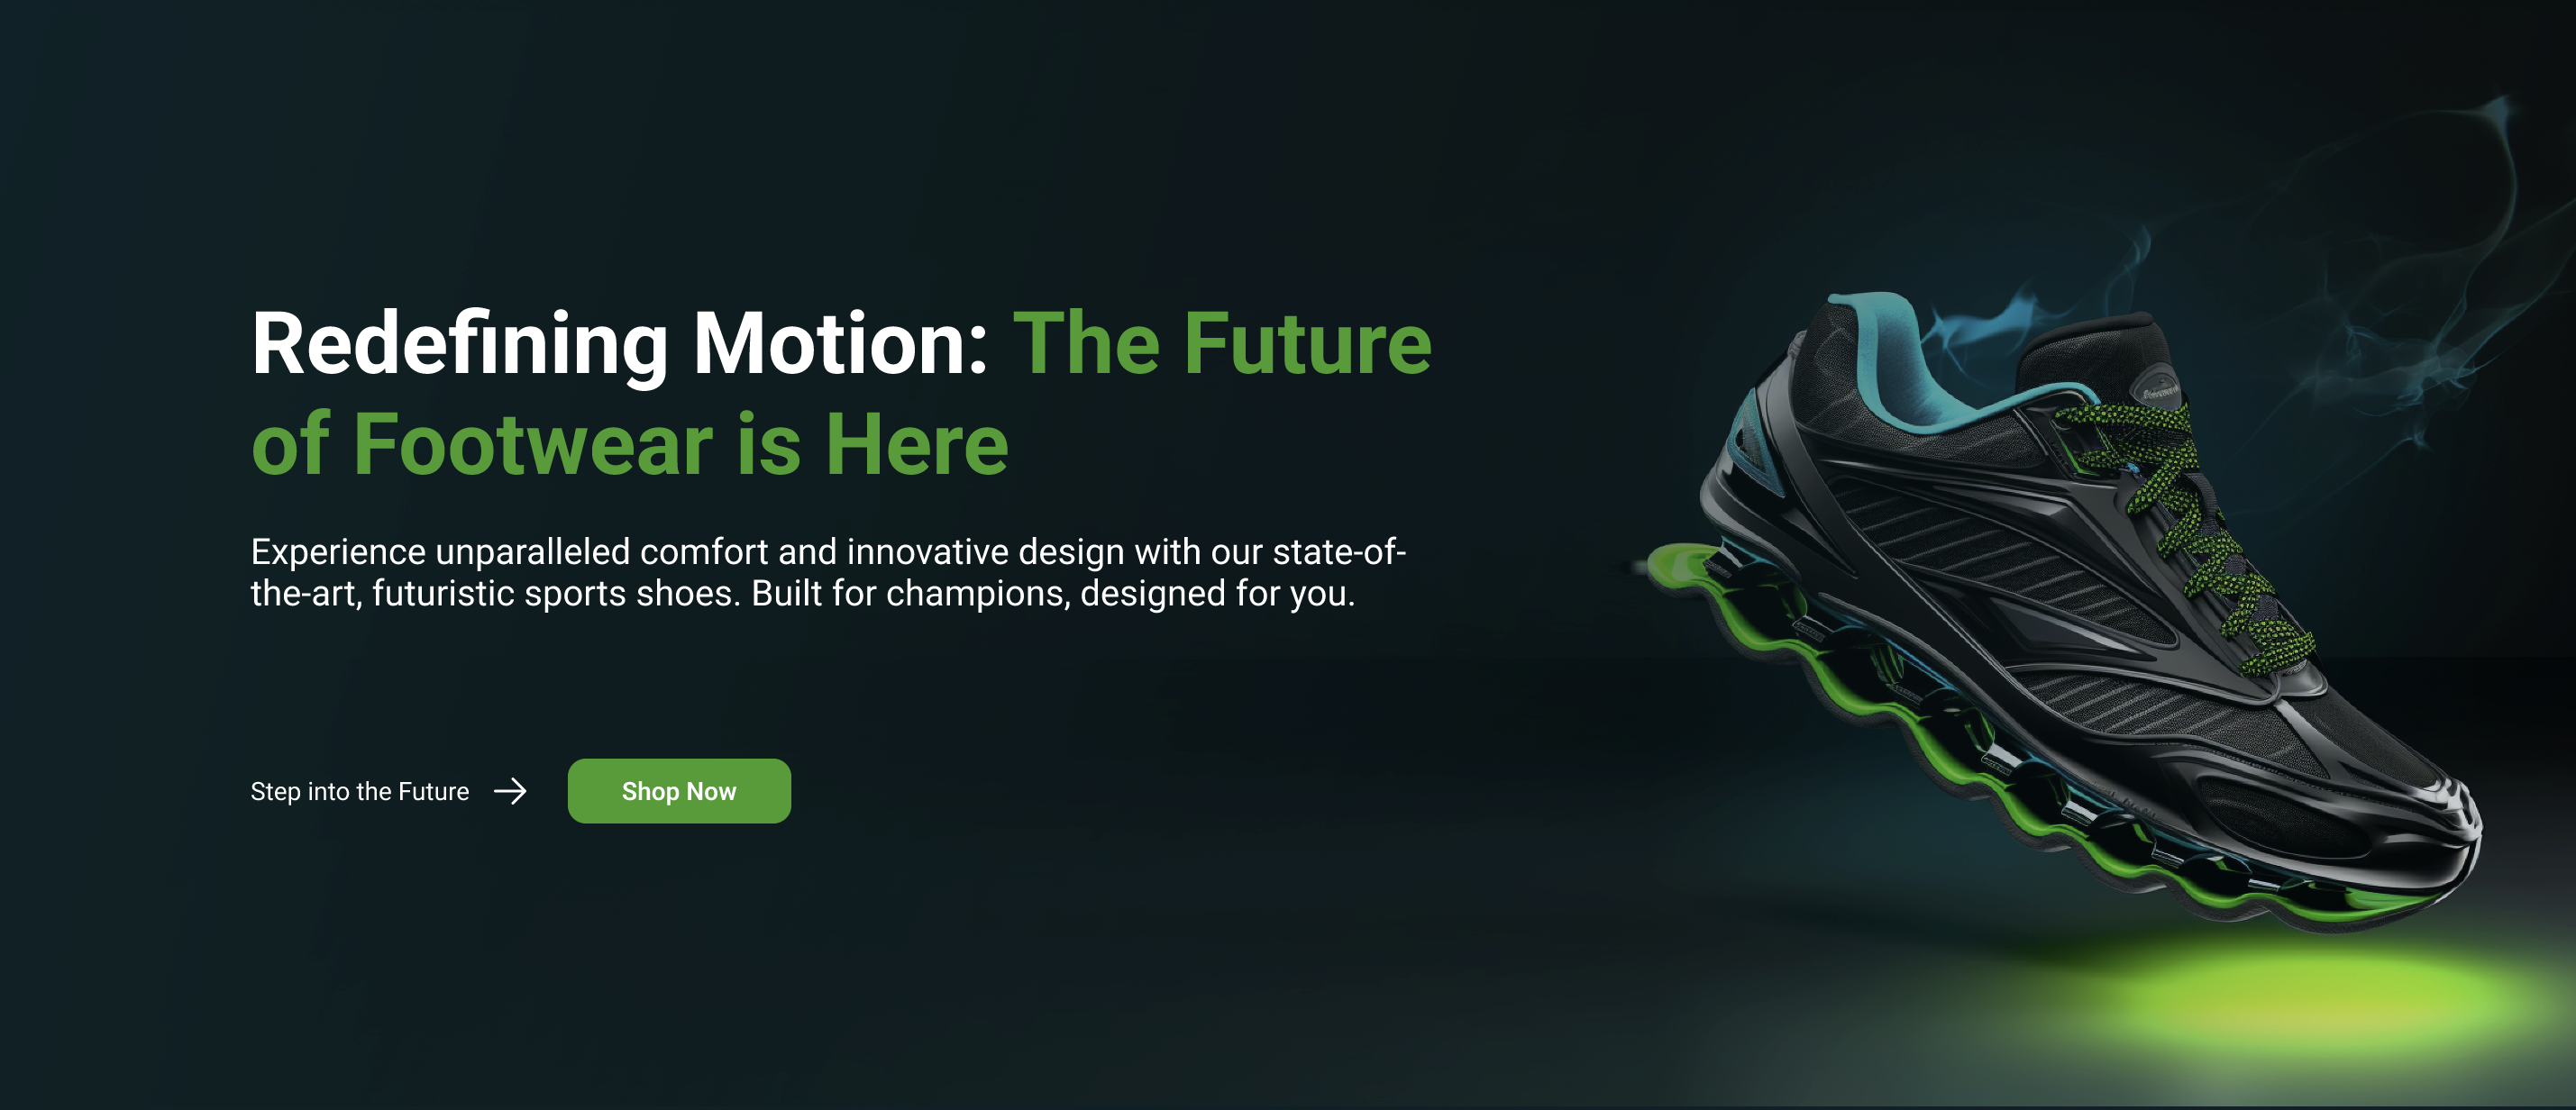 Redefining Motion: The Future
of Footwear is Here
Experience unparalleled comfort and innovative design with our state-of-
the-art, futuristic sports shoes. Built for champions, designed for you.
Step into the Future
Shop Now